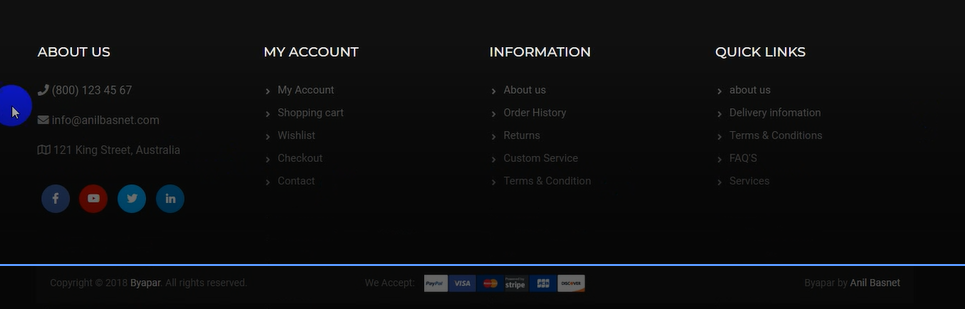 ABOUT US
(800) 123 45 67
info@anilbasnet.com
121 King Street, Australia
MY ACCOUNT
My Account
Shopping cart
Wishlist
Checkout
Contact
INFORMATION
About us
Order History
Returns
Custom Service
Terms & Condition
QUICK LINKS
about us
Delivery infomation
Terms & Conditions
FAQ'S
Services
Copyright © 2018 Byapar. All rights reserved.
We Accept: PayPal VISA MasterCard stripe JCB DISCOVER
Byapar by Anil Basnet